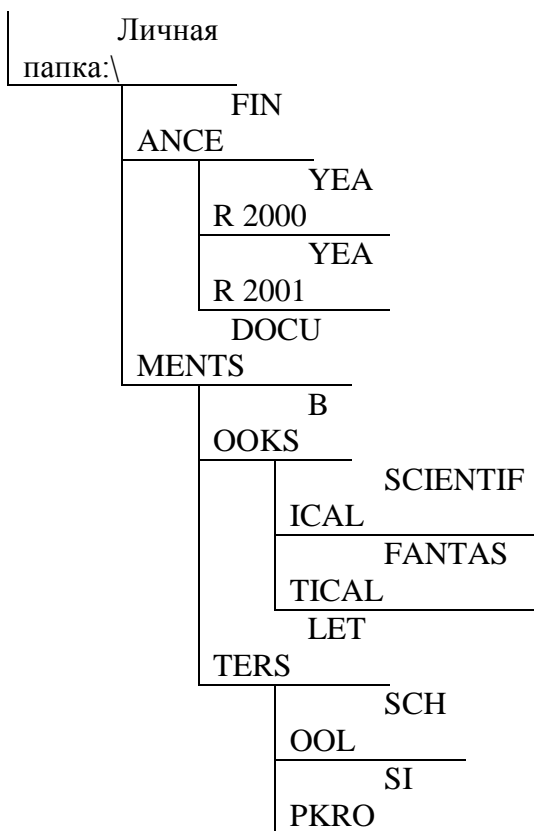 Личная
папка:\
FIN
ANCE
YEA
R 2000
YEA
R 2001
DOCU
MENTS
B
OOKS
SCIENTIF
ICAL
FANTAS
TICAL
LET
TERS
SCH
OOL
SI
PKRO